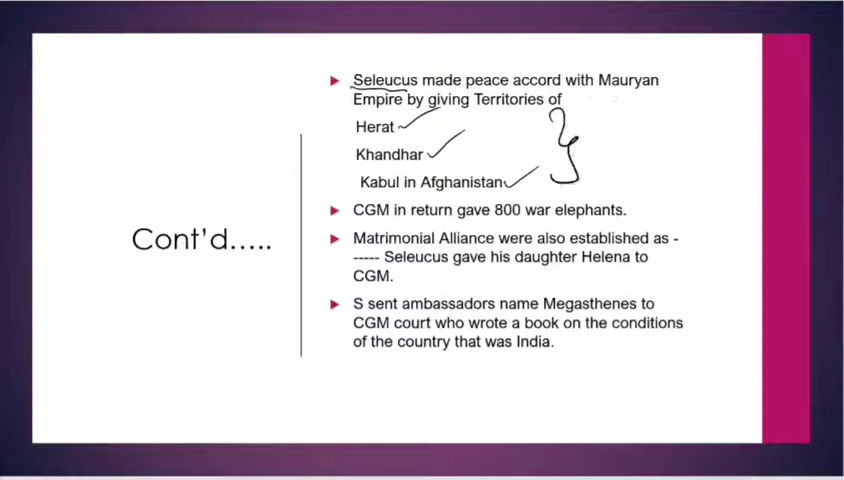 Cont'd.....
Seleucus made peace accord with Mauryan
Empire by giving Territories of
Herat
Khandhar
Kabul in Afghanistan
CGM in return gave 800 war elephants.
Matrimonial Alliance were also established as -
----- Seleucus gave his daughter Helena to
CGM.
S sent ambassadors name Megasthenes to
CGM court who wrote a book on the conditions
of the country that was India.